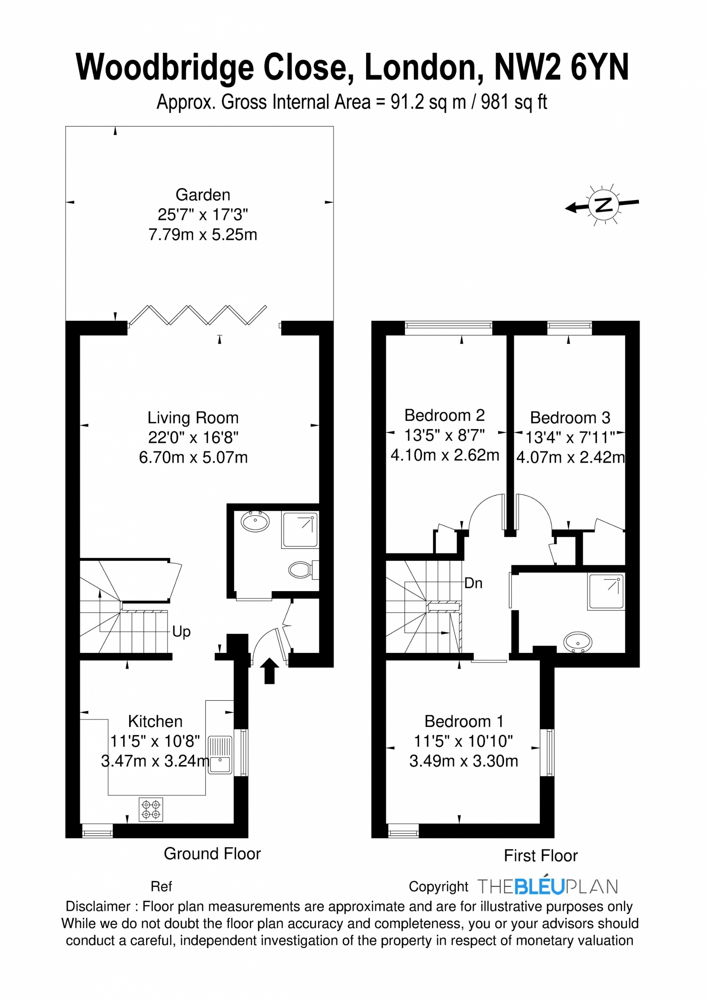 Woodbridge Close, London, NW2 6YN
Approx. Gross Internal Area = 91.2 sq m / 981 sq ft
Garden
25'7" x 17'3"
7.79m x 5.25m
N
Living Room
22'0" x 16'8"
6.70m x 5.07m
Bedroom 2
13'5" x 8'7"
4.10m x 2.62m
Bedroom 3
13'4" x 7'11"
4.07m x 2.42m
Dn
Up
Kitchen
11'5" x 10'8"
3.47m x 3.24m
Bedroom 1
11'5" x 10'10"
3.49m x 3.30m
Ground Floor
First Floor
Ref
Copyright THEBLÉUPLAN
Disclaimer : Floor plan measurements are approximate and are for illustrative purposes only
While we do not doubt the floor plan accuracy and completeness, you or your advisors should
conduct a careful, independent investigation of the property in respect of monetary valuation